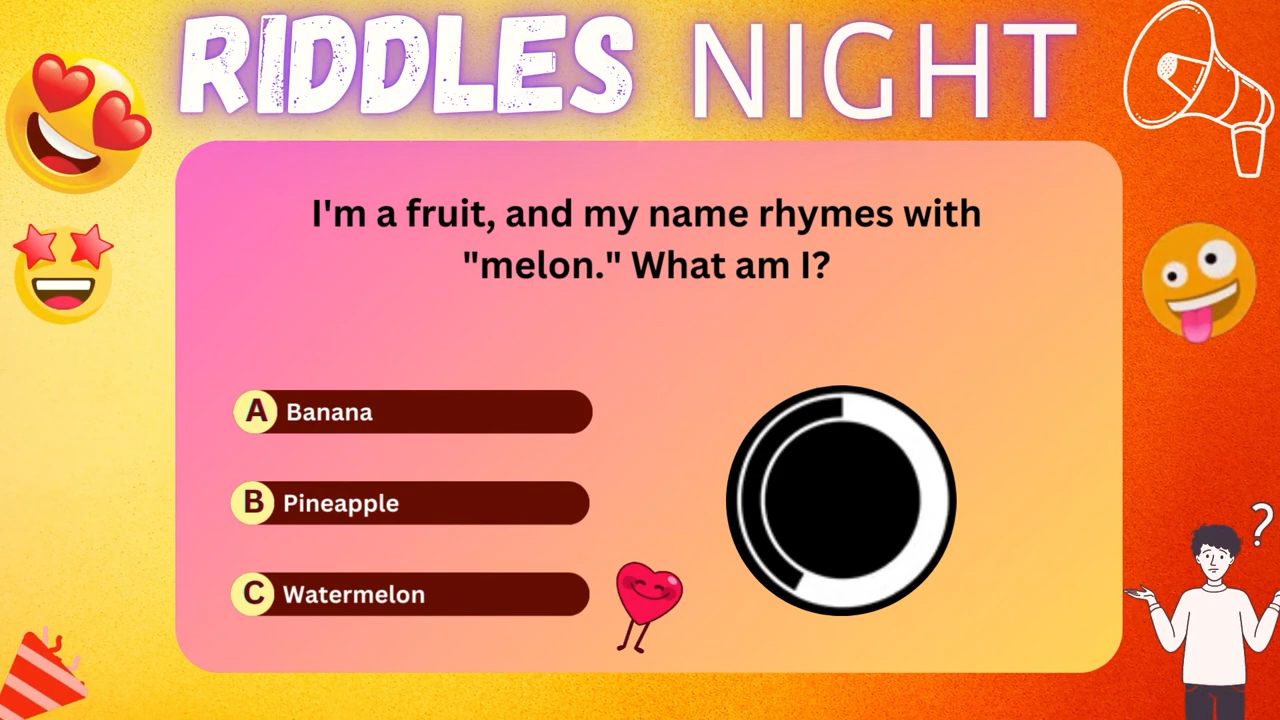 RIDDLES NIGHT
I'm a fruit, and my name rhymes with
"melon." What am I?
A Banana
B Pineapple
C Watermelon
?